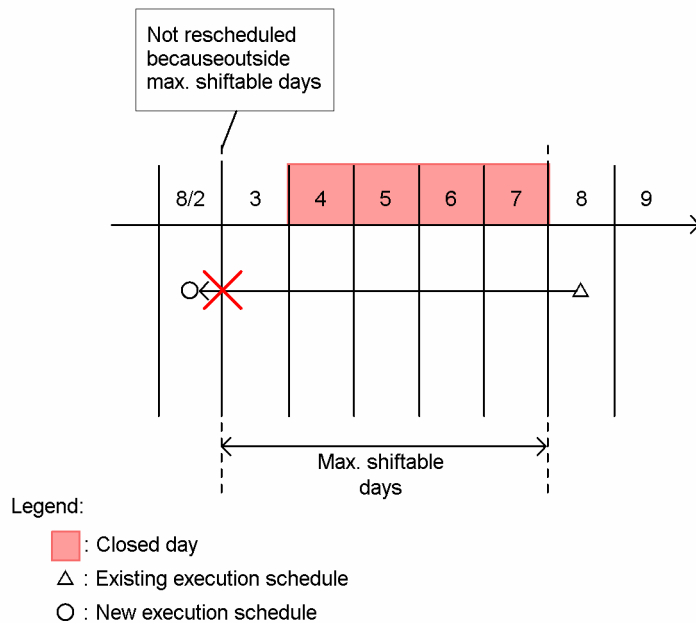 Not rescheduled
becauseoutside
max. shiftable days
8/2 3 4 5 6 7 8 9
Max. shiftable
days
Legend:
: Closed day
: Existing execution schedule
: New execution schedule